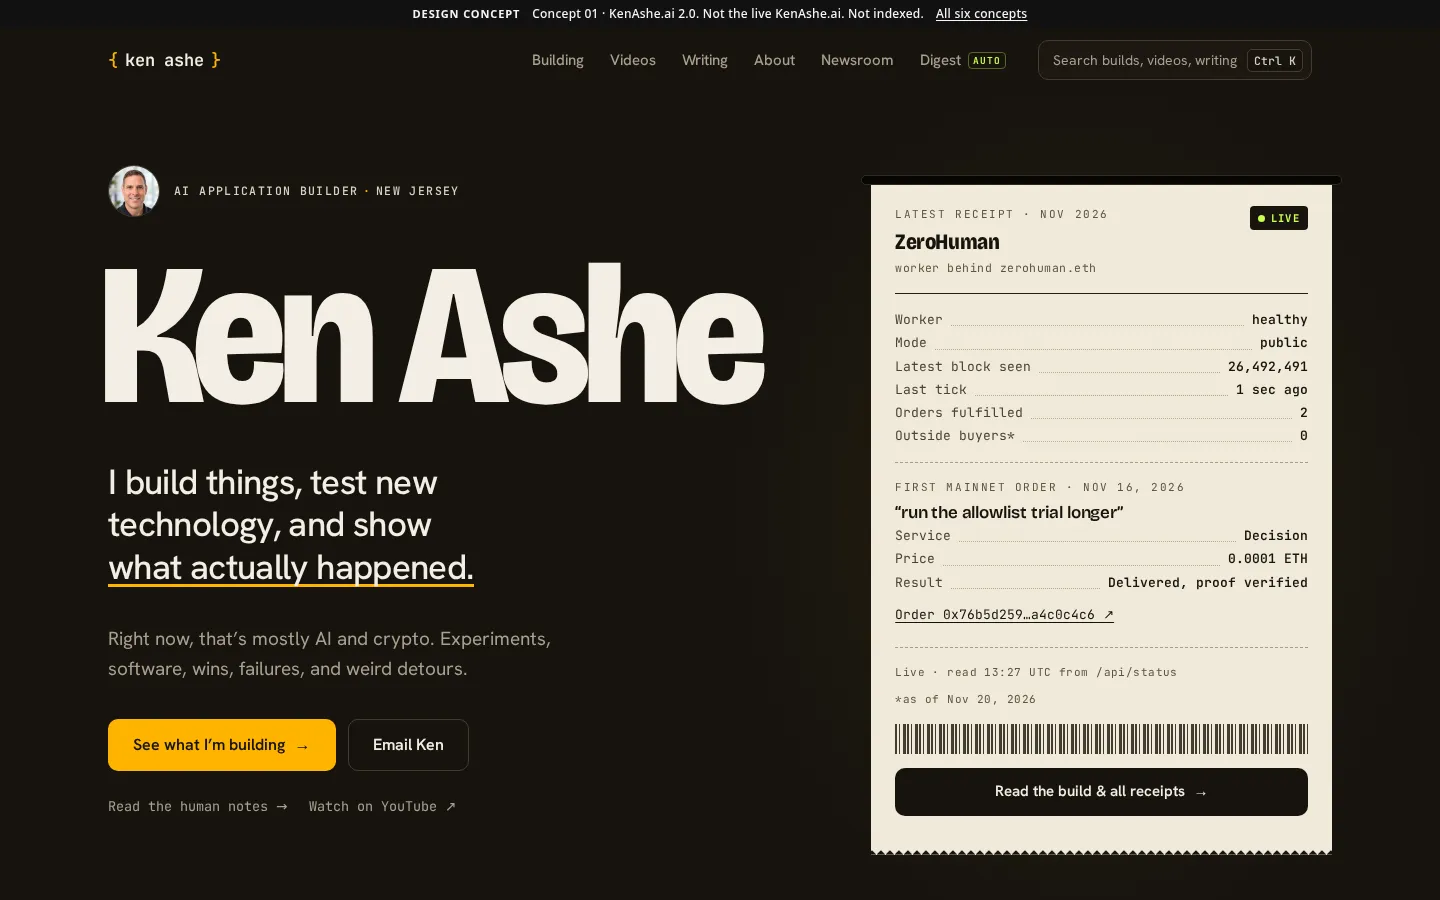 DESIGN CONCEPT Concept 01 · KenAshe.ai 2.0. Not the live KenAshe.ai. Not indexed. All six concepts
{ ken ashe } Building Videos Writing About Newsroom Digest AUTO Search builds, videos, writing Ctrl K
AI APPLICATION BUILDER · NEW JERSEY
Ken Ashe
I build things, test new
technology, and show
what actually happened.
Right now, that’s mostly AI and crypto. Experiments,
software, wins, failures, and weird detours.
See what I’m building → Email Ken
Read the human notes → Watch on YouTube ↗
LATEST RECEIPT · NOV 2026 LIVE
ZeroHuman
worker behind zerohuman.eth
Worker healthy
Mode public
Latest block seen 26,492,491
Last tick 1 sec ago
Orders fulfilled 2
Outside buyers* 0
FIRST MAINNET ORDER · NOV 16, 2026
“run the allowlist trial longer”
Service Decision
Price 0.0001 ETH
Result Delivered, proof verified
Order 0x76b5d259…a4c0c4c6 ↗
Live · read 13:27 UTC from /api/status
*as of Nov 20, 2026
Read the build & all receipts →